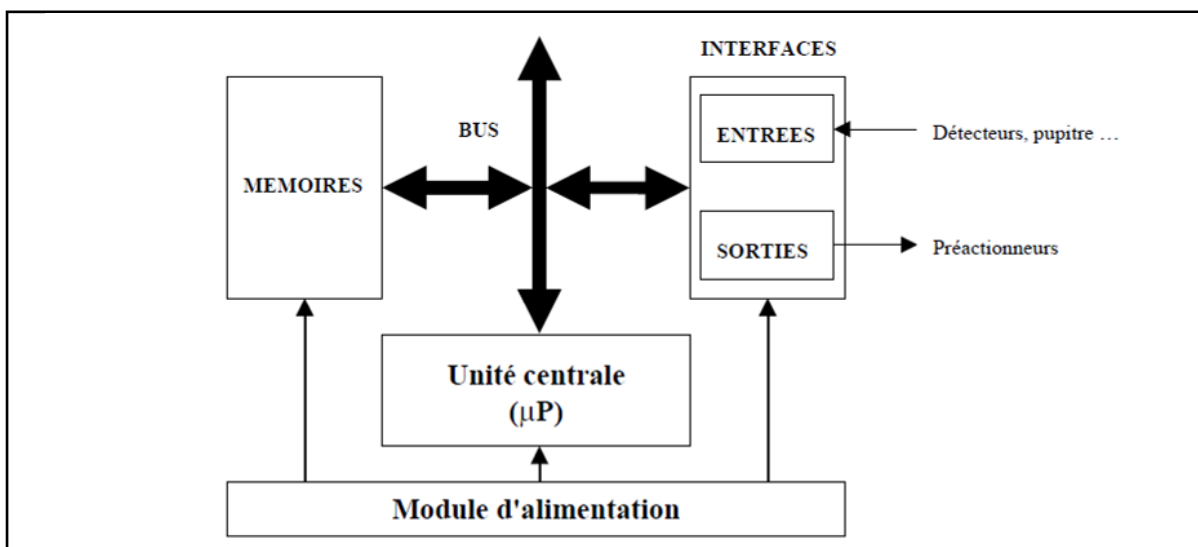 INTERFACES
BUS
MEMOIRES
ENTREES
Détecteurs, pupitre …
SORTIES
Préactionneurs
Unité centrale
(µP)
Module d'alimentation